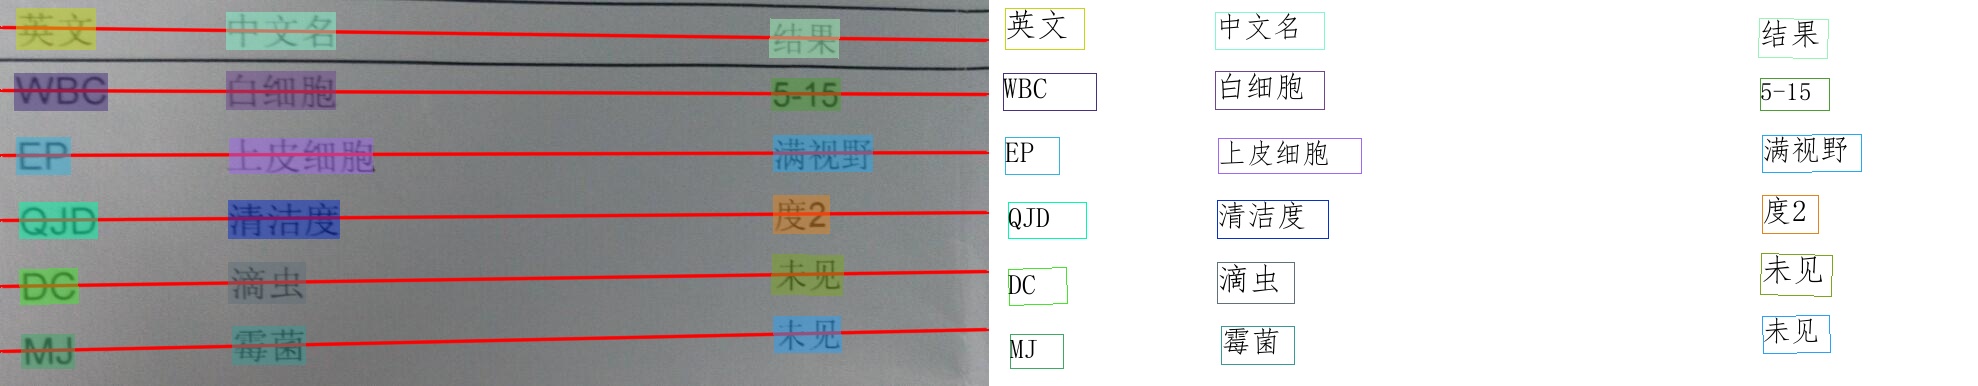 英文 中文名 结果 英文 中文名 结果
WBC 白细胞 5-15 WBC 白细胞 5-15
EP 上皮细胞 满视野 EP 上皮细胞 满视野
QJD 清洁度 度2 QJD 清洁度 度2
DC 滴虫 未见 DC 滴虫 未见
MJ 霉菌 未见 MJ 霉菌 未见